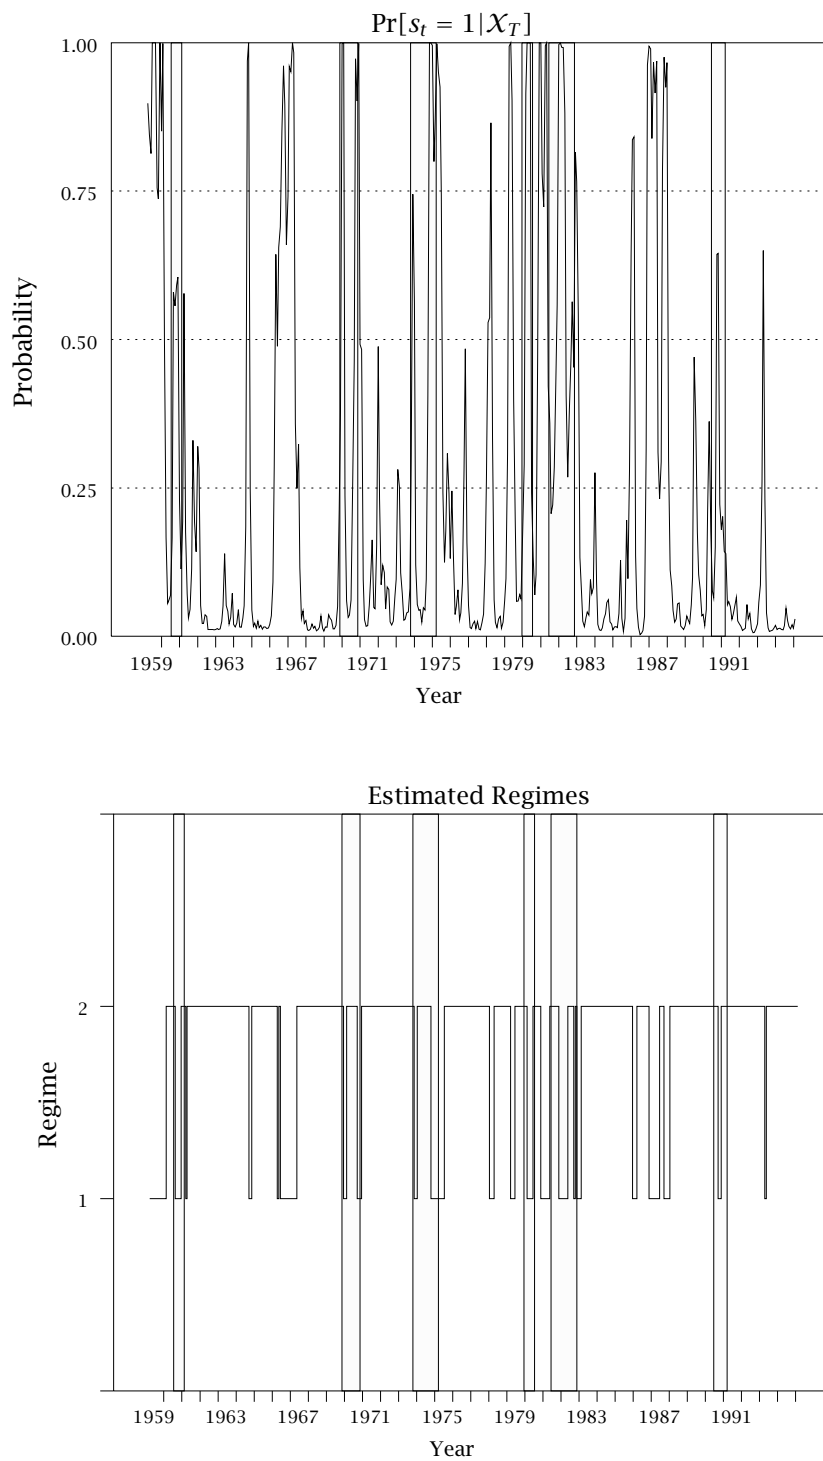 Pr[s_t = 1|𝒳_T]
1.00
0.75
0.50
0.25
0.00
Probability
1959 1963 1967 1971 1975 1979 1983 1987 1991
Year
Estimated Regimes
2
1
Regime
1959 1963 1967 1971 1975 1979 1983 1987 1991
Year